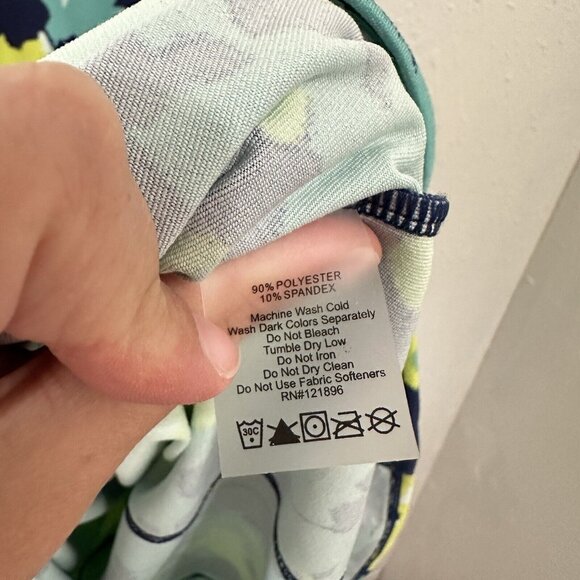 90% POLYESTER
10% SPANDEX
Machine Wash Cold
Wash Dark Colors Separately
Do Not Bleach
Tumble Dry Low
Do Not Iron
Do Not Dry Clean
Do Not Use Fabric Softeners
RN#121896
30C